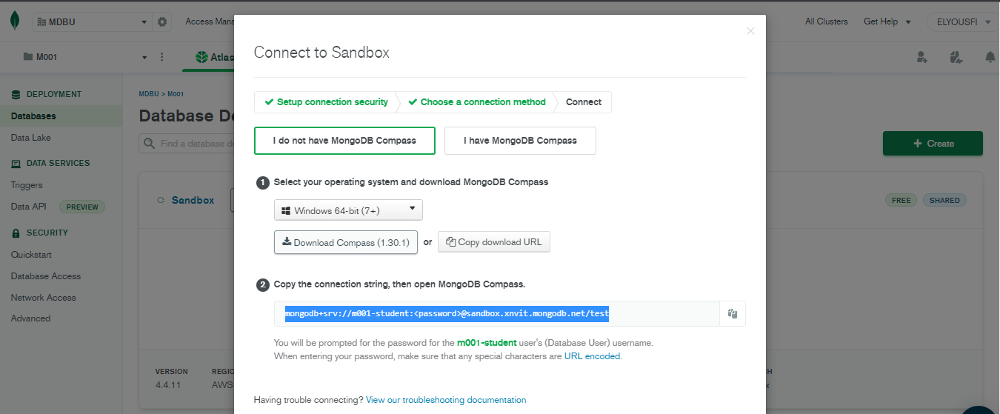 MDBU
Access Mana
All Clusters
Get Help
ELYOUSFI
M001
Atlas
DEPLOYMENT
Databases
Data Lake
DATA SERVICES
Triggers
Data API PREVIEW
SECURITY
Quickstart
Database Access
Network Access
Advanced
MDBU > M001
Database De
Find a database de
+ Create
Sandbox
FREE SHARED
VERSION
4.4.11
REGIO
AWS
Connect to Sandbox
×
✔ Setup connection security
✔ Choose a connection method
Connect
I do not have MongoDB Compass
I have MongoDB Compass
1 Select your operating system and download MongoDB Compass
Windows 64-bit (7+)
Download Compass (1.30.1) or Copy download URL
2 Copy the connection string, then open MongoDB Compass.
mongodb+srv://m001-student:<password>@sandbox.xnvit.mongodb.net/test
You will be prompted for the password for the m001-student user's (Database User) username.
When entering your password, make sure that any special characters are URL encoded.
Having trouble connecting? View our troubleshooting documentation